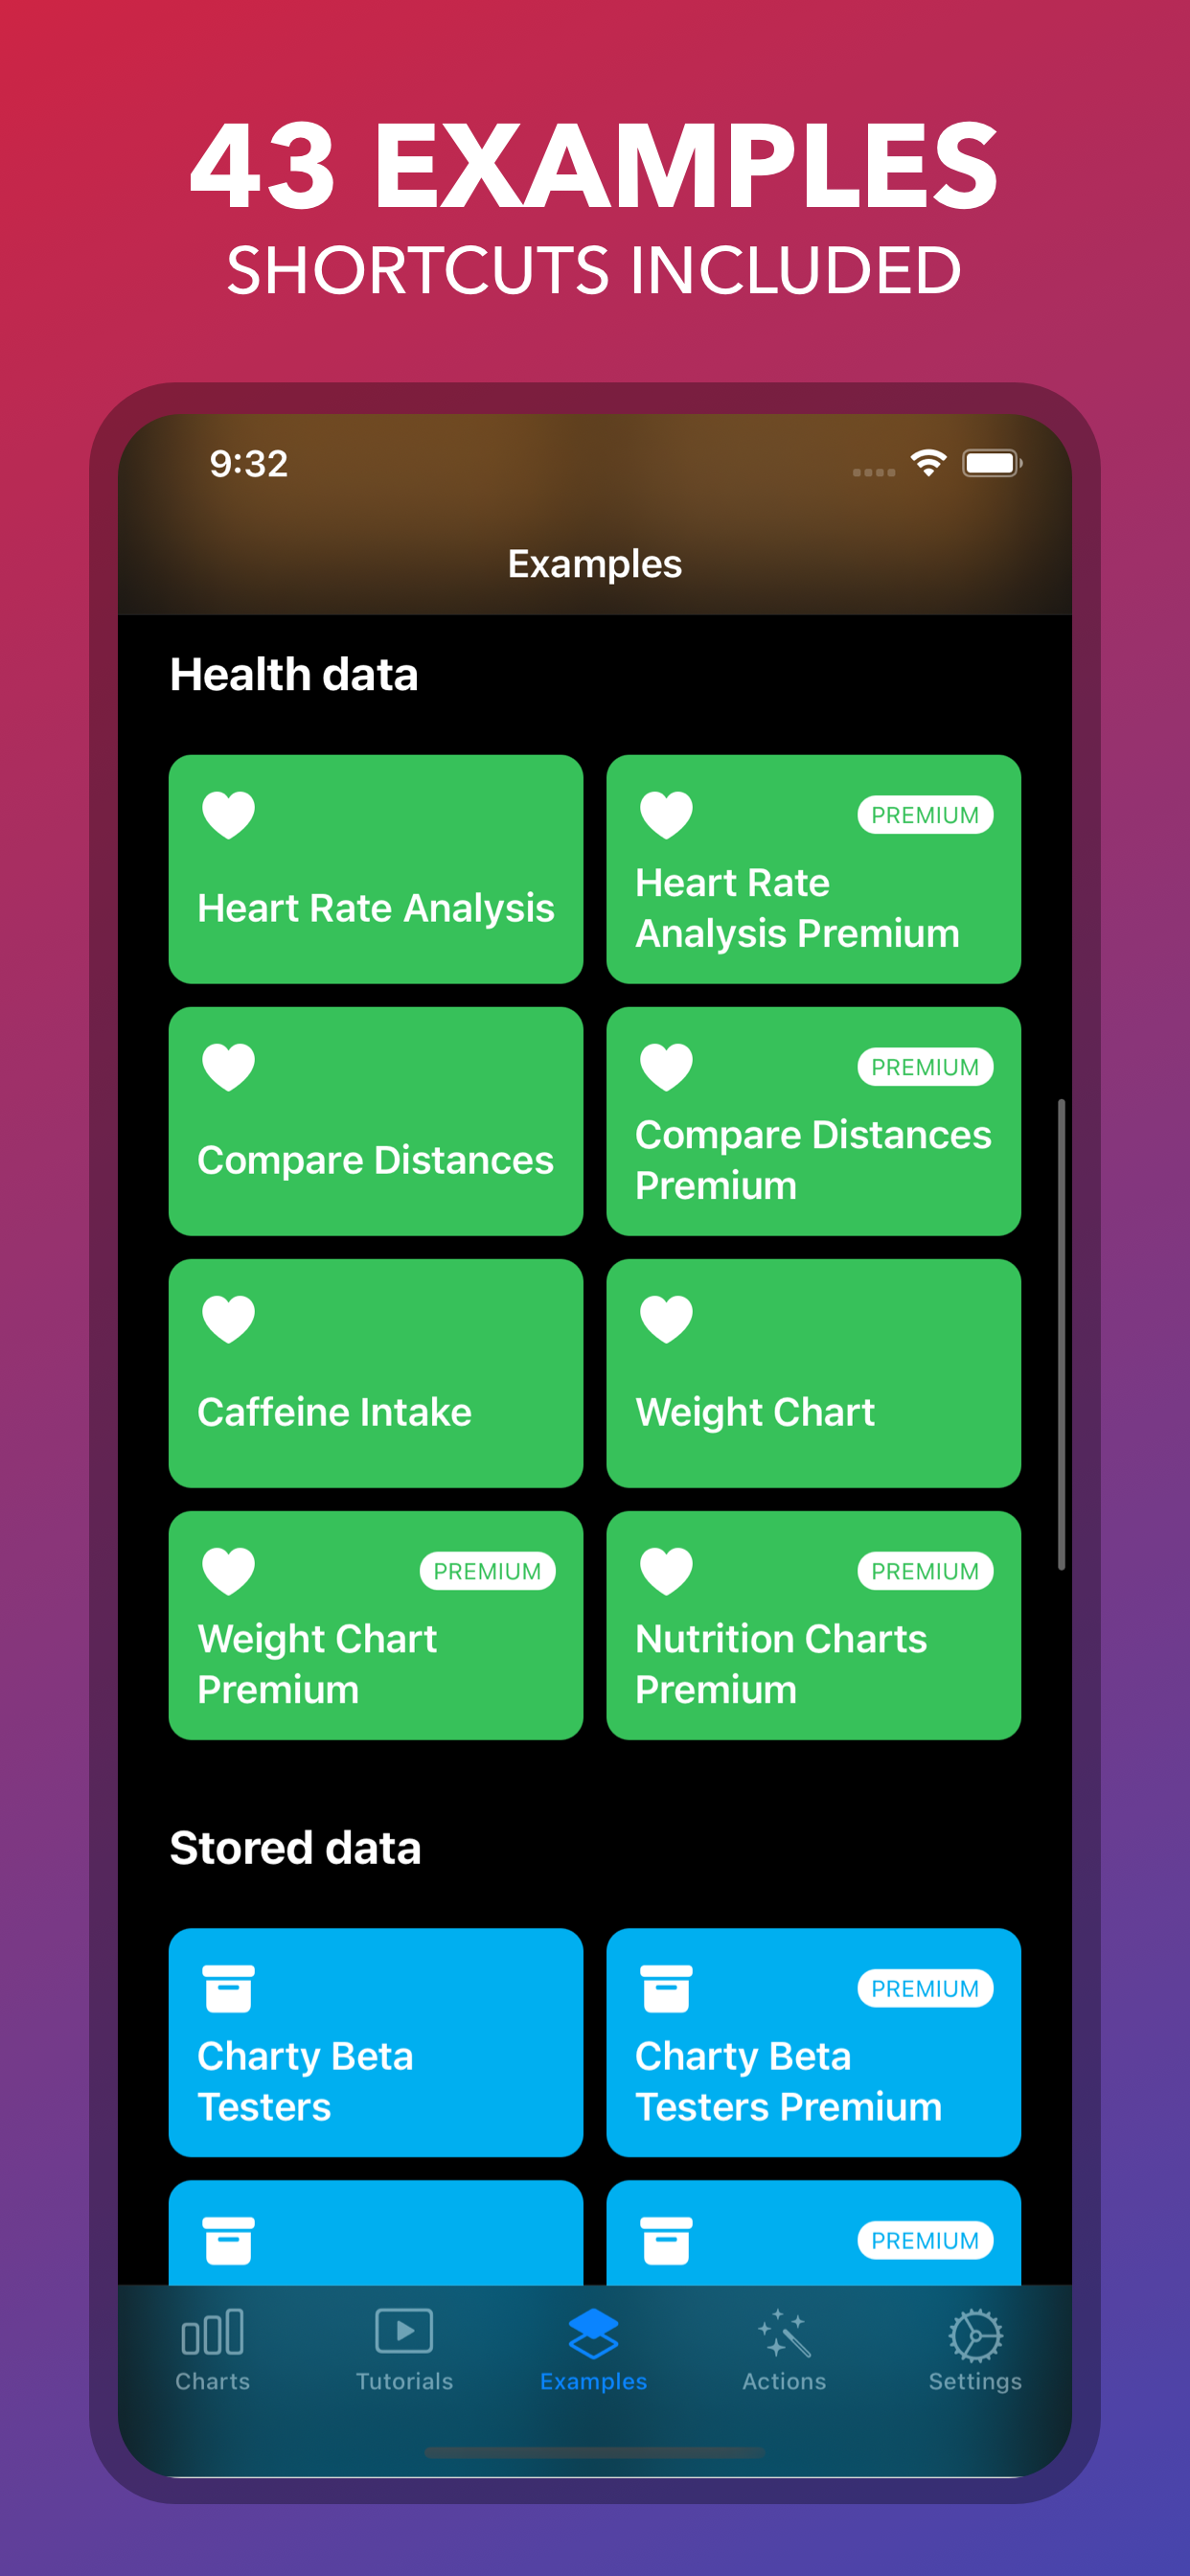 43 EXAMPLES
SHORTCUTS INCLUDED
9:32
Examples
Health data
Heart Rate Analysis
PREMIUM
Heart Rate
Analysis Premium
Compare Distances
PREMIUM
Compare Distances
Premium
Caffeine Intake
Weight Chart
PREMIUM
Weight Chart
Premium
PREMIUM
Nutrition Charts
Premium
Stored data
Charty Beta
Testers
PREMIUM
Charty Beta
Testers Premium
PREMIUM
Charts
Tutorials
Examples
Actions
Settings